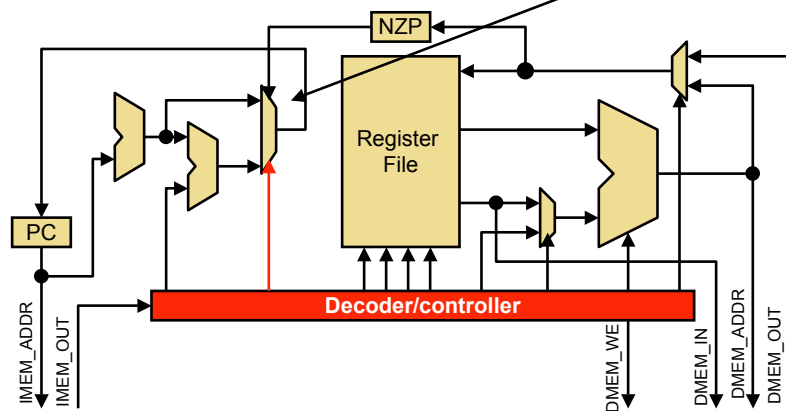 NZP
Register
File
PC
Decoder/controller
IMEM_ADDR
IMEM_OUT
DMEM_WE
DMEM_IN
DMEM_ADDR
DMEM_OUT